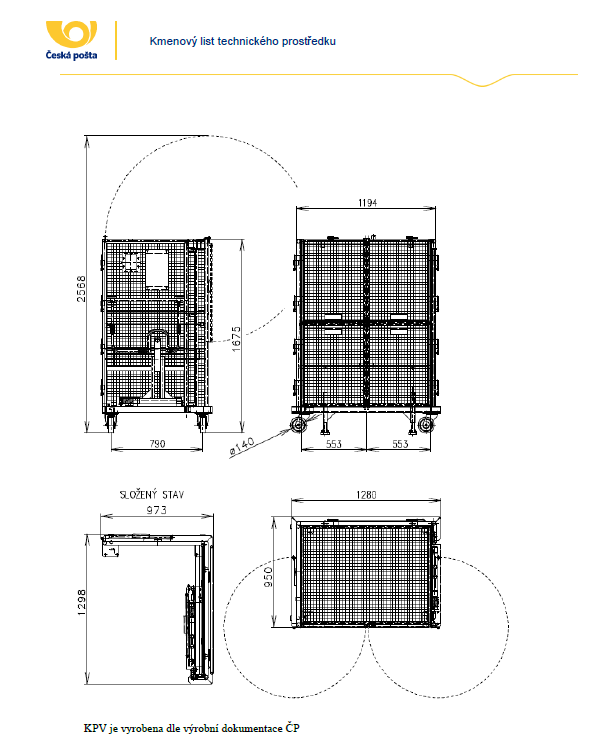 Kmenový list technického prostředku
Česká pošta
1194
2568
1675
790
ø140
553
553
SLOŽENÝ STAV
973
1280
1298
950
KPV je vyrobena dle výrobní dokumentace ČP